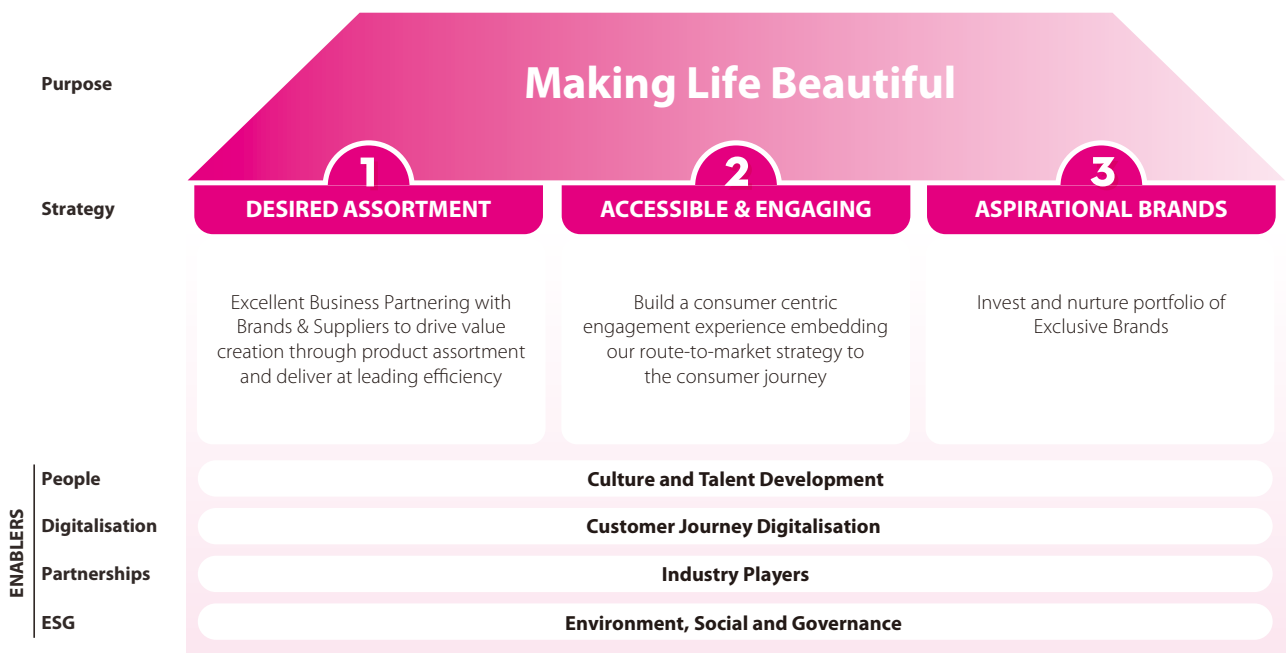 Purpose
Making Life Beautiful
Strategy
1
DESIRED ASSORTMENT
Excellent Business Partnering with
Brands & Suppliers to drive value
creation through product assortment
and deliver at leading efficiency
2
ACCESSIBLE & ENGAGING
Build a consumer centric
engagement experience embedding
our route-to-market strategy to
the consumer journey
3
ASPIRATIONAL BRANDS
Invest and nurture portfolio of
Exclusive Brands
ENABLERS
People
Culture and Talent Development
Digitalisation
Customer Journey Digitalisation
Partnerships
Industry Players
ESG
Environment, Social and Governance